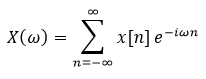 X(ω) = ∑_{n=−∞}^{∞} x[n] e^{−iωn}